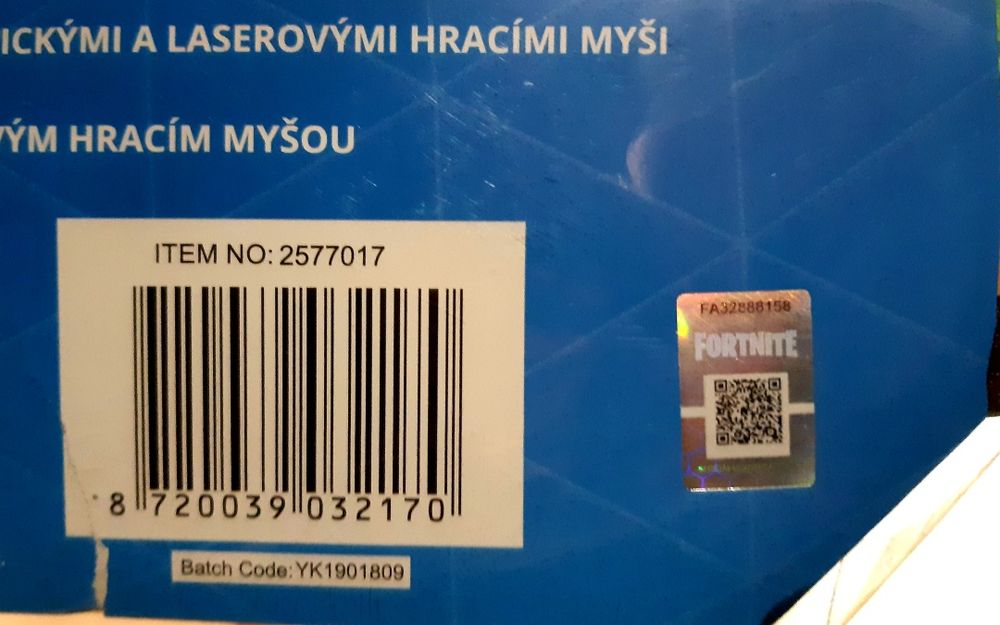 ICKÝMI A LASEROVÝMI HRACÍMI MYŠI
VÝM HRACÍM MYŠOU
ITEM NO: 2577017
8 720039 032170
Batch Code: YK1901809
FA32888158
FORTNITE